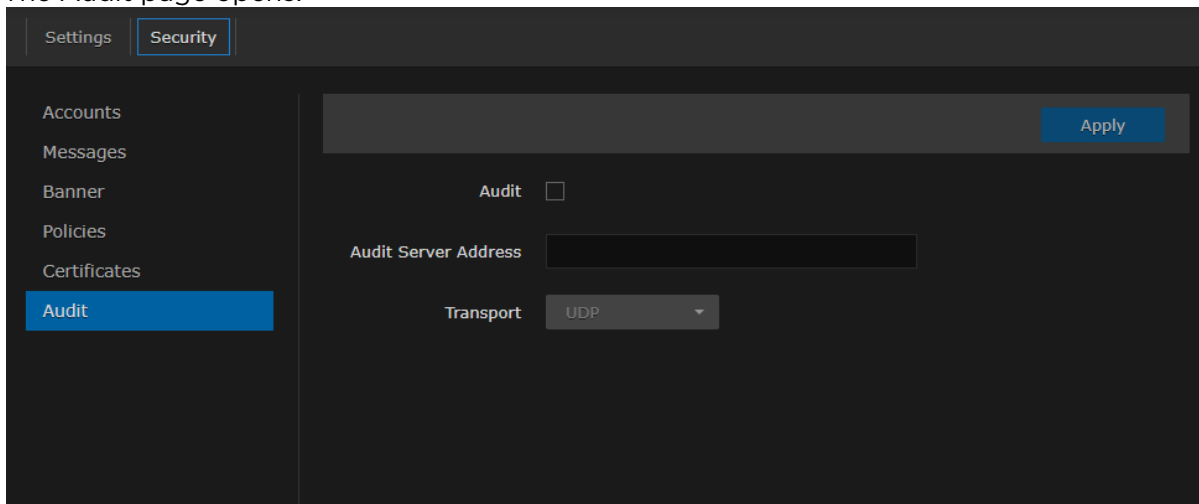 The Audit page opens.
Settings Security
Accounts
Apply
Messages
Banner
Audit
Policies
Audit Server Address
Certificates
Audit
Transport UDP